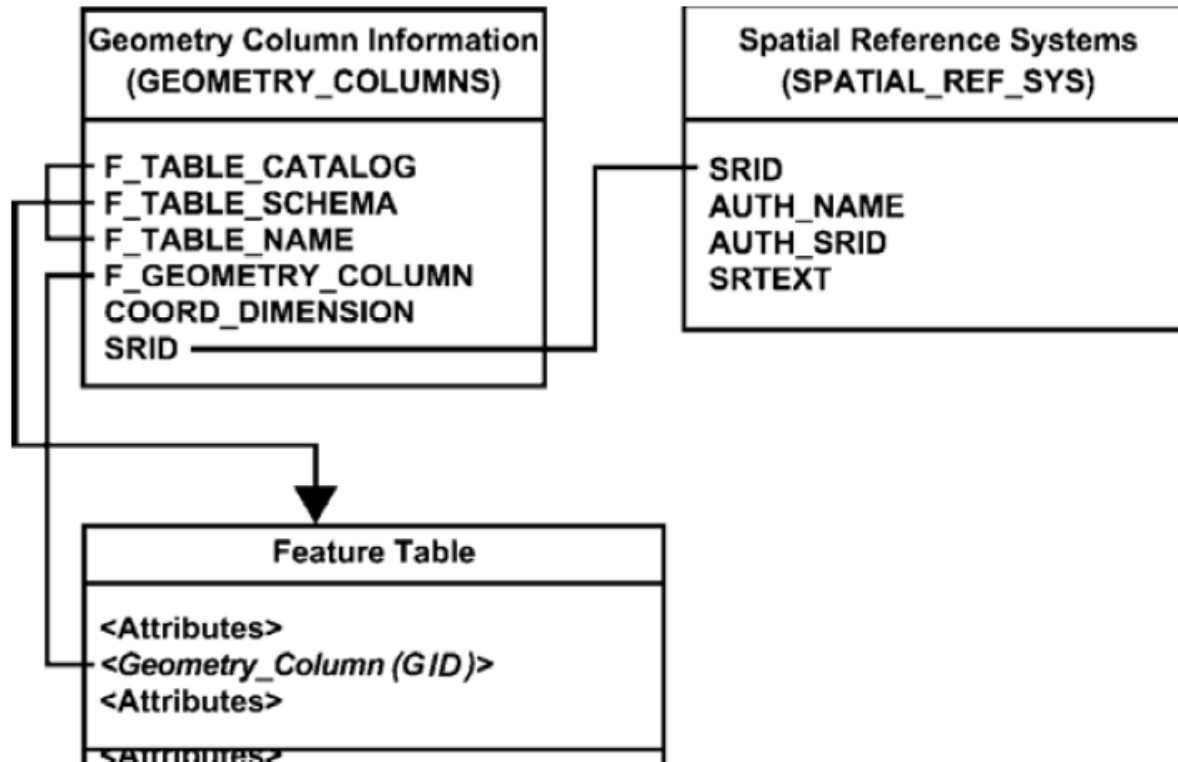 Geometry Column Information
(GEOMETRY_COLUMNS)
F_TABLE_CATALOG
F_TABLE_SCHEMA
F_TABLE_NAME
F_GEOMETRY_COLUMN
COORD_DIMENSION
SRID
Spatial Reference Systems
(SPATIAL_REF_SYS)
SRID
AUTH_NAME
AUTH_SRID
SRTEXT
Feature Table
<Attributes>
<Geometry_Column (GID)>
<Attributes>
<Attributes>